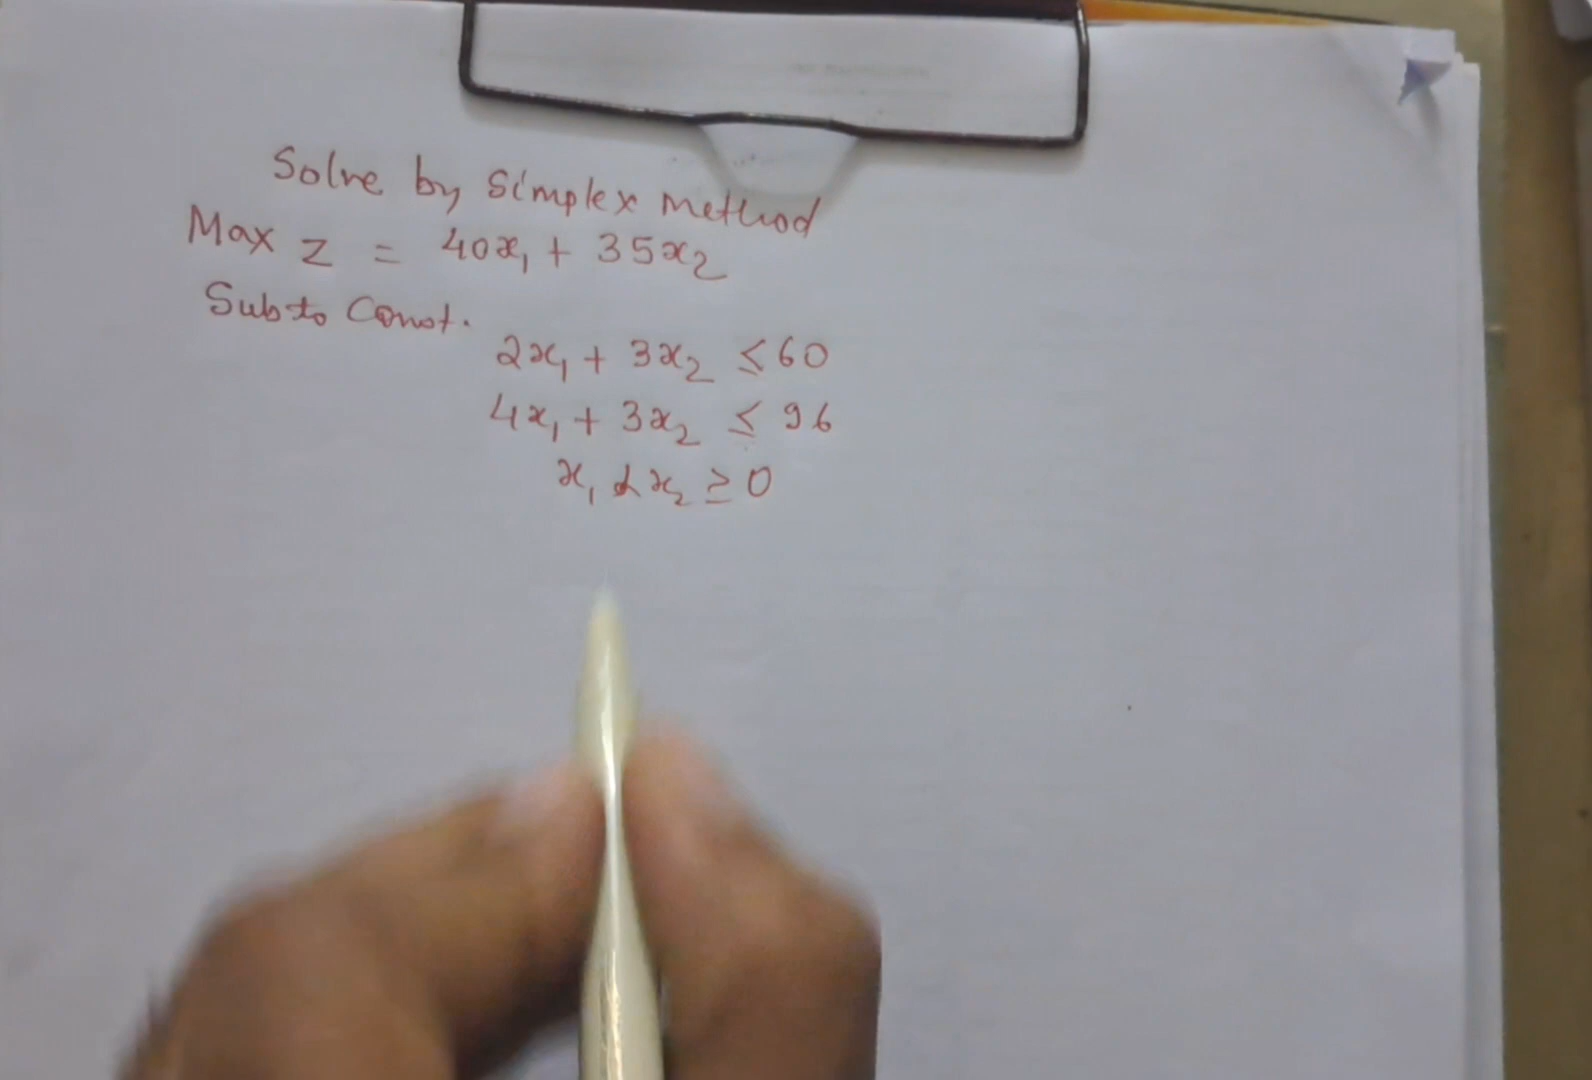 Solve by Simplex method
Max Z = 40x₁ + 35x₂
Sub to Const.
2x₁ + 3x₂ ≤ 60
4x₁ + 3x₂ ≤ 96
x₁ & x₂ ≥ 0